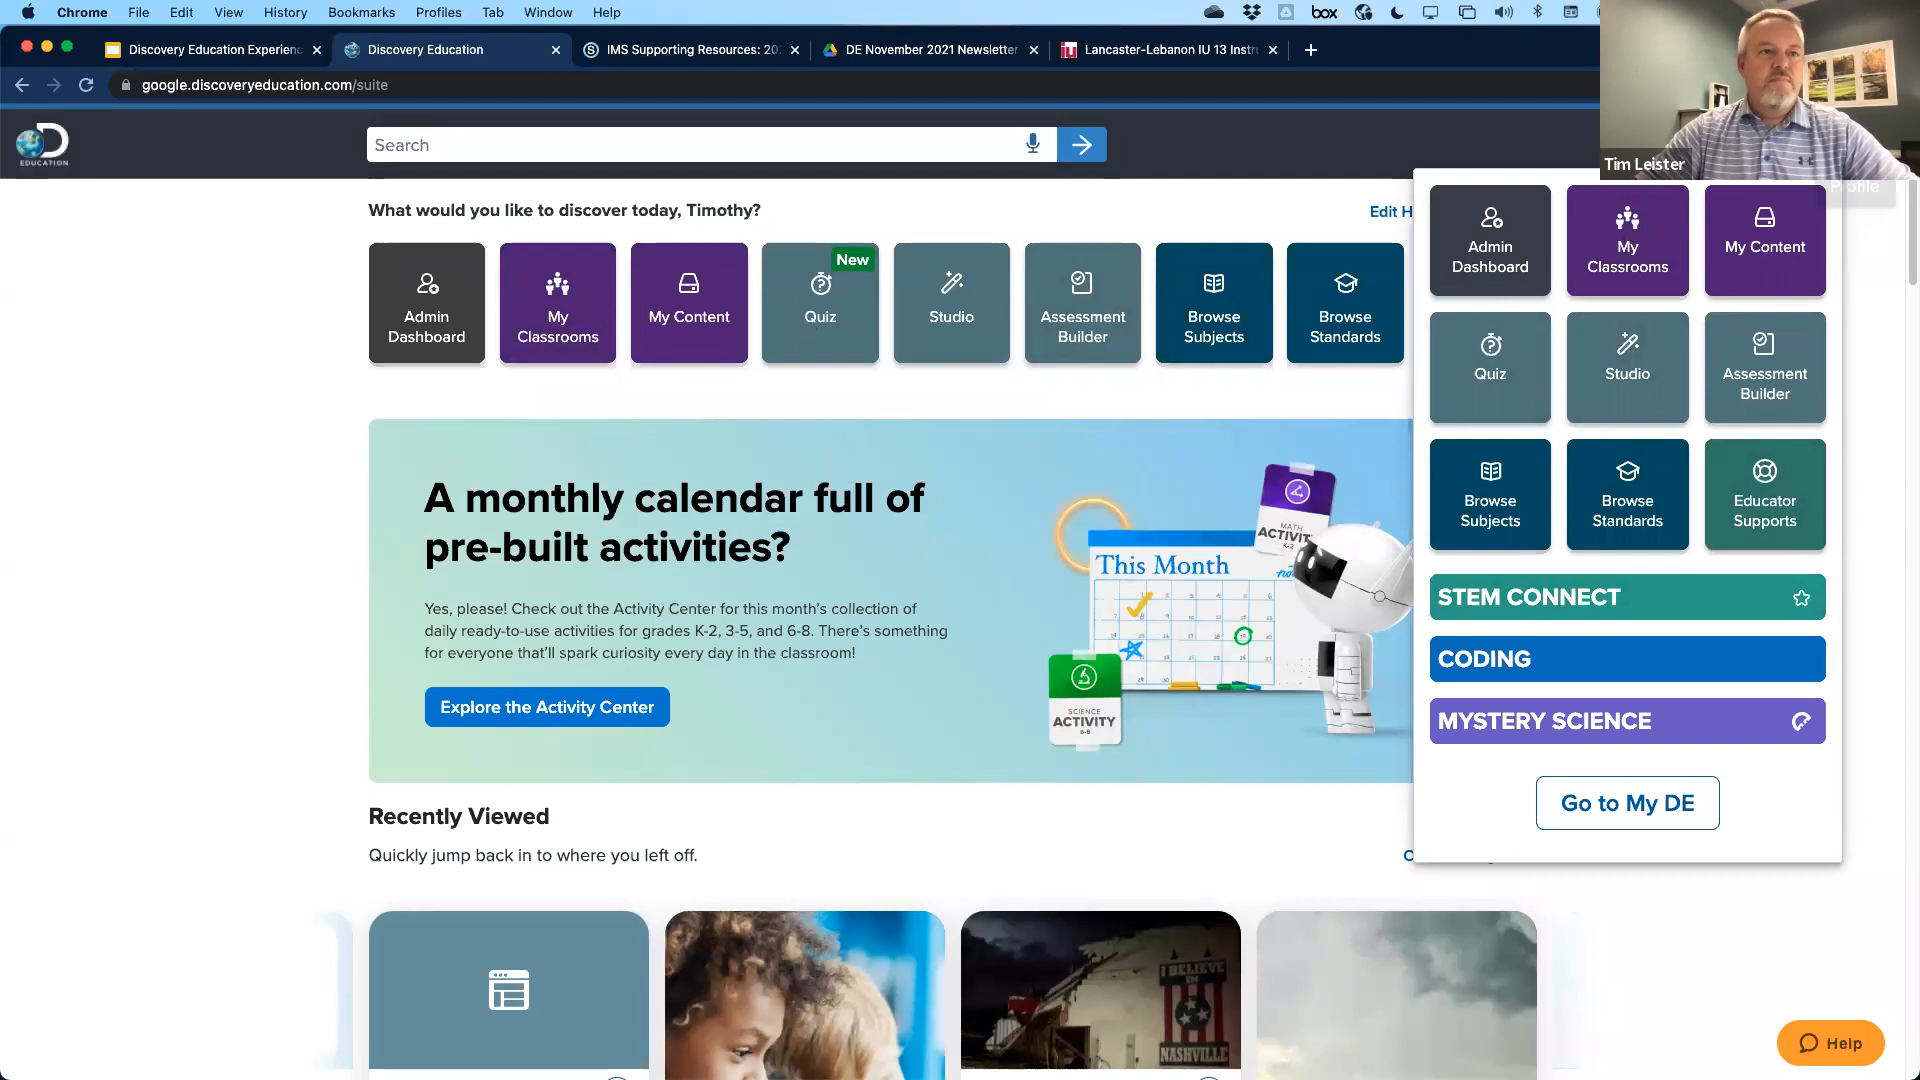 Chrome File Edit View History Bookmarks Profiles Tab Window Help
box
Discovery Education Experienc
Discovery Education
IMS Supporting Resources: 20
DE November 2021 Newsletter
Lancaster-Lebanon IU 13 Instr
google.discoveryeducation.com/suite
EDUCATION
Search
Tim Leister
Profile
What would you like to discover today, Timothy?
Edit H
Admin
Dashboard
My
Classrooms
My Content
New
Quiz
Studio
Assessment
Builder
Browse
Subjects
Browse
Standards
Admin
Dashboard
My
Classrooms
My Content
Quiz
Studio
Assessment
Builder
Browse
Subjects
Browse
Standards
Educator
Supports
STEM CONNECT
CODING
MYSTERY SCIENCE
Go to My DE
A monthly calendar full of
pre-built activities?
Yes, please! Check out the Activity Center for this month's collection of
daily ready-to-use activities for grades K-2, 3-5, and 6-8. There's something
for everyone that'll spark curiosity every day in the classroom!
Explore the Activity Center
This Month
MATH
ACTIVIT
K-2
SCIENCE
ACTIVITY
6-8
Recently Viewed
Quickly jump back in to where you left off.
I BELIEVE
IN
NASHVILLE
Help